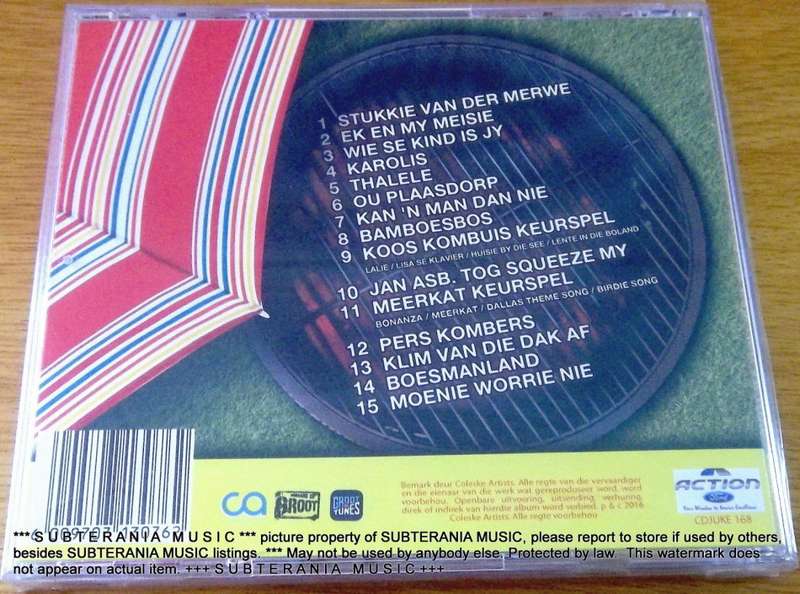 1 STUKKIE VAN DER MERWE
2 EK EN MY MEISIE
3 WIE SE KIND IS JY
4 KAROLIS
5 THALELE
6 OU PLAASDORP
7 KAN 'N MAN DAN NIE
8 BAMBOESBOS
9 KOOS KOMBUIS KEURSPEL
LALIE / LISA SE KLAVIER / HUISIE BY DIE SEE / LENTE IN DIE BOLAND
10 JAN ASB. TOG SQUEEZE MY
11 MEERKAT KEURSPEL
BONANZA / MEERKAT / DALLAS THEME SONG / BIRDIE SONG
12 PERS KOMBERS
13 KLIM VAN DIE DAK AF
14 BOESMANLAND
15 MOENIE WORRIE NIE
Bemark deur Coleske Artists. Alle regte van die vervaardiger
en die eienaar van die werk wat gereproduseer word, word
voorbehou. Openbare uitvoering, uitsending, verhuring
direk of indirek van hierdie album word verbied. p & c 2016
Coleske Artists. Alle regte voorbehou
ca
GROOT
GROOT
TUNES
ACTION
Ford
CDJUKE 168
*** S U B T E R A N I A M U S I C *** picture property of SUBTERANIA MUSIC, please report to store if used by others,
besides SUBTERANIA MUSIC listings. *** May not be used by anybody else. Protected by law This watermark does
not appear on actual item. +++ S U B T E R A N I A M U S I C +++